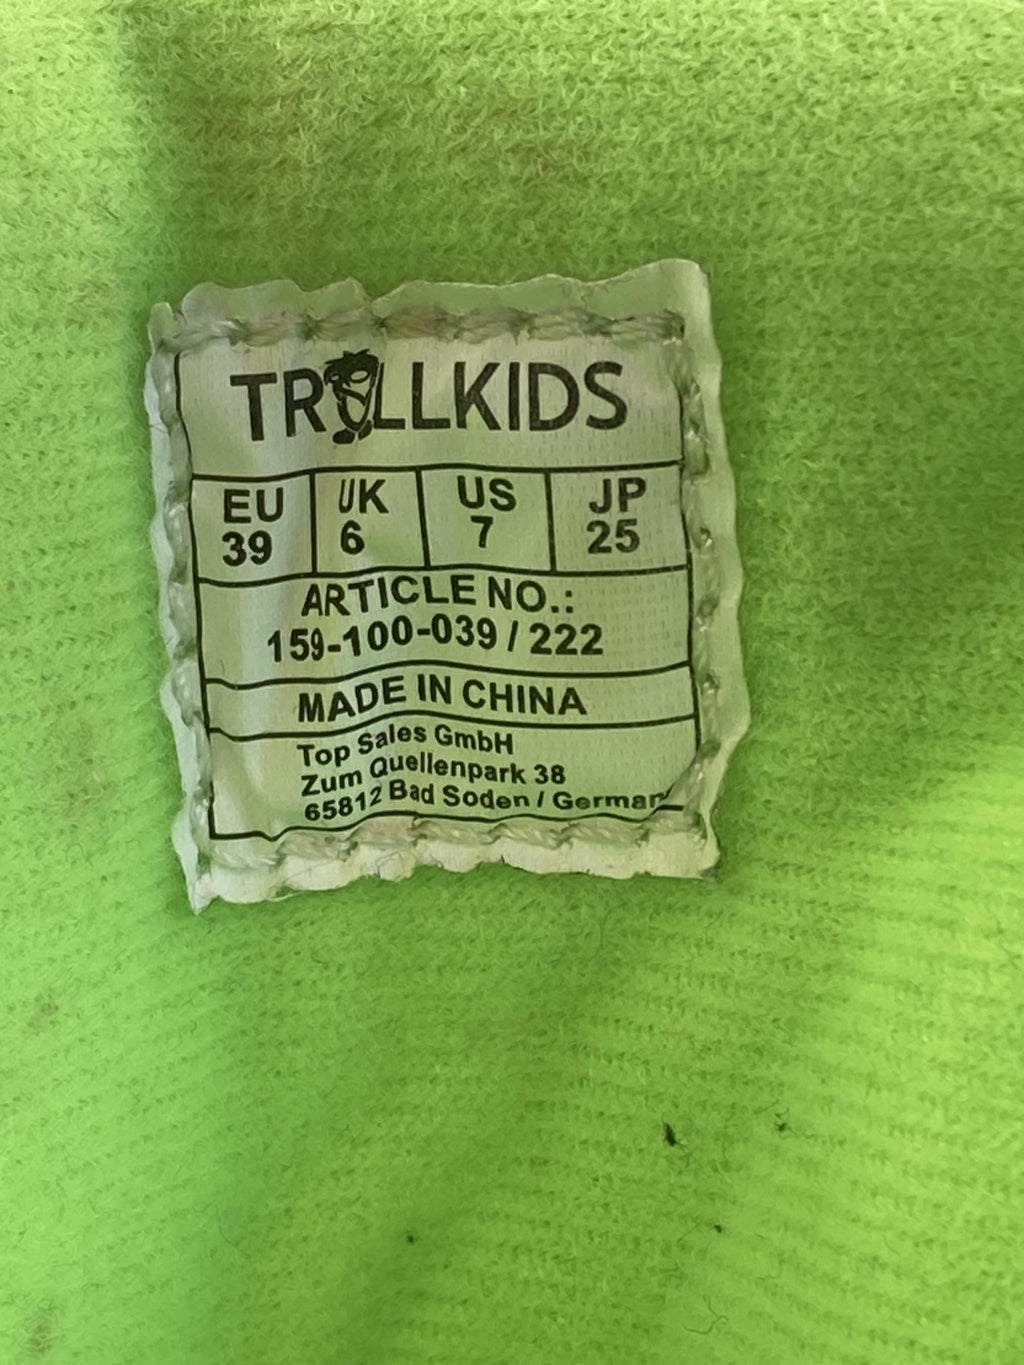 TROLLKIDS
EU UK US JP
39 6 7 25
ARTICLE NO.:
159-100-039 / 222
MADE IN CHINA
Top Sales GmbH
Zum Quellenpark 38
65812 Bad Soden / German